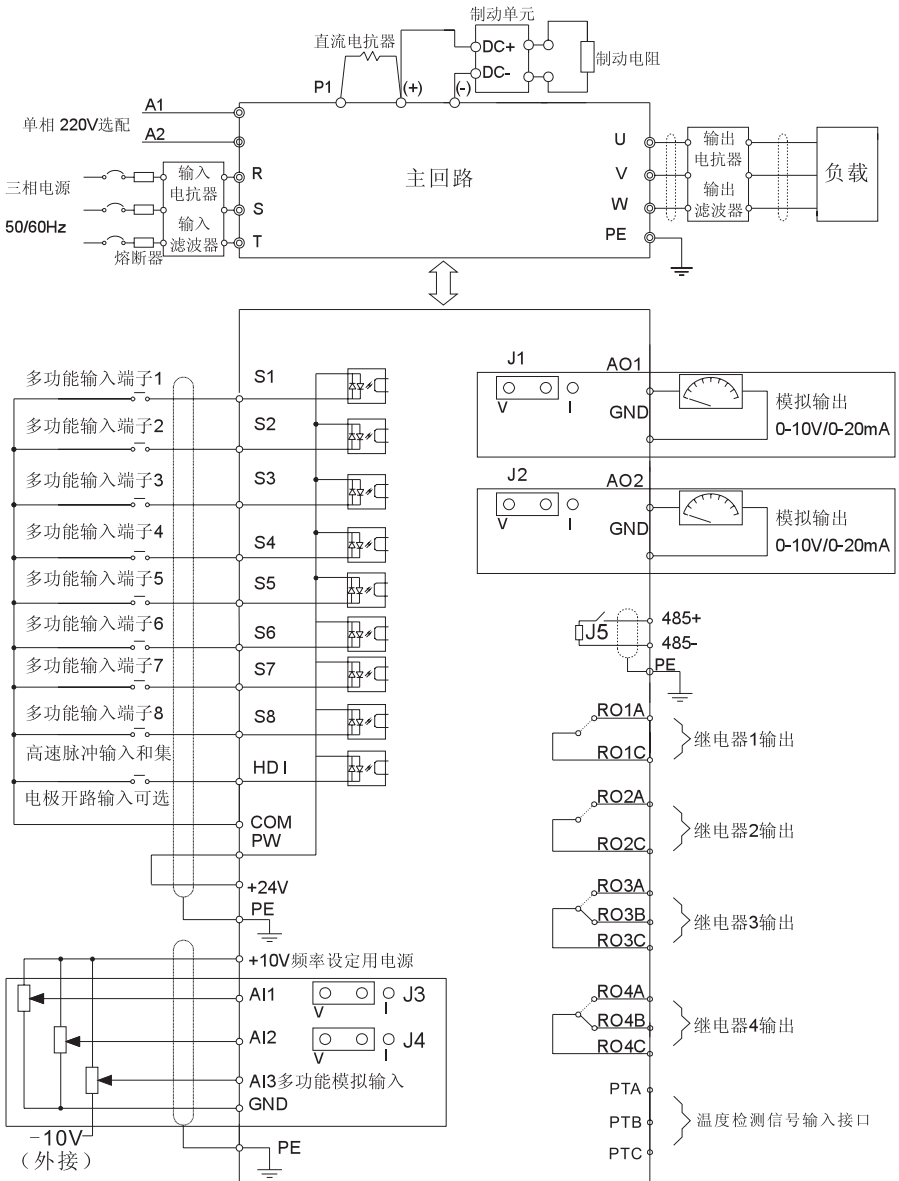 制动单元
直流电抗器
DC+
DC-
制动电阻
P1
(+)
(-)
A1
单相 220V选配
A2
主回路
U
V
W
PE
输出
电抗器
输出
滤波器
负载
三相电源
50/60Hz
输入
电抗器
输入
滤波器
熔断器
R
S
T
多功能输入端子1
S1
多功能输入端子2
S2
多功能输入端子3
S3
多功能输入端子4
S4
多功能输入端子5
S5
多功能输入端子6
S6
多功能输入端子7
S7
多功能输入端子8
S8
高速脉冲输入和集
HDI
电极开路输入可选
COM
PW
+24V
PE
+10V频率设定用电源
AI1
V
I
J3
AI2
V
I
J4
AI3多功能模拟输入
GND
-10V
（外接）
PE
J1
V
I
AO1
GND
模拟输出
0-10V/0-20mA
J2
V
I
AO2
GND
模拟输出
0-10V/0-20mA
J5
485+
485-
PE
RO1A
RO1C
继电器1输出
RO2A
RO2C
继电器2输出
RO3A
RO3B
RO3C
继电器3输出
RO4A
RO4B
RO4C
继电器4输出
PTA
PTB
PTC
温度检测信号输入接口